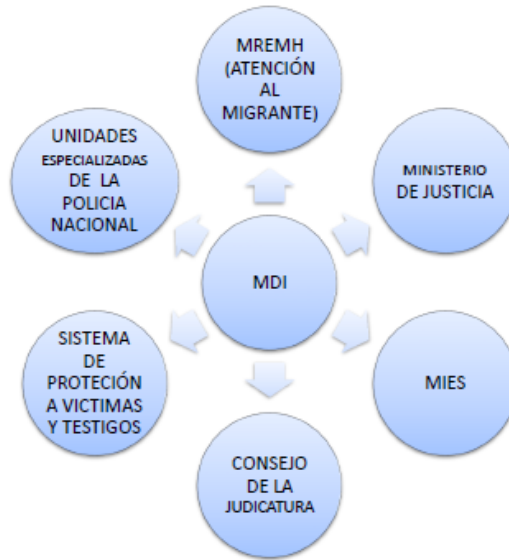 MREMH
(ATENCIÓN
AL
MIGRANTE)
UNIDADES
ESPECIALIZADAS
DE LA
POLICIA
NACIONAL
MINISTERIO
DE JUSTICIA
MDI
SISTEMA
DE
PROTECIÓN
A VICTIMAS
Y TESTIGOS
MIES
CONSEJO
DE LA
JUDICATURA